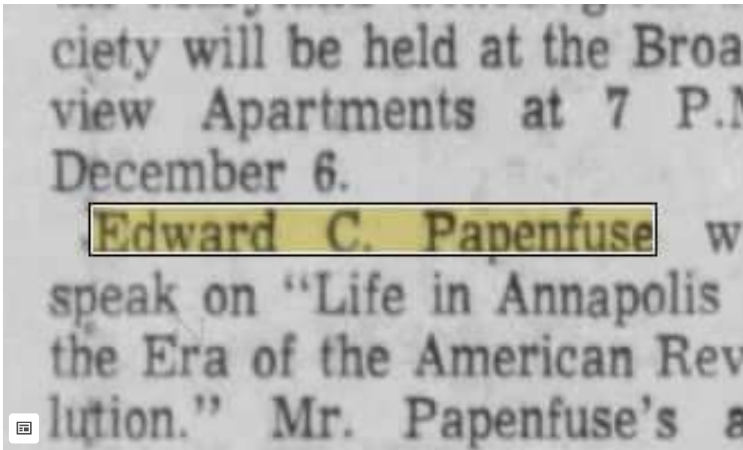 ciety will be held at the Broa
view Apartments at 7 P.M
December 6.
Edward C. Papenfuse w
speak on "Life in Annapolis
the Era of the American Rev
lution." Mr. Papenfuse's a